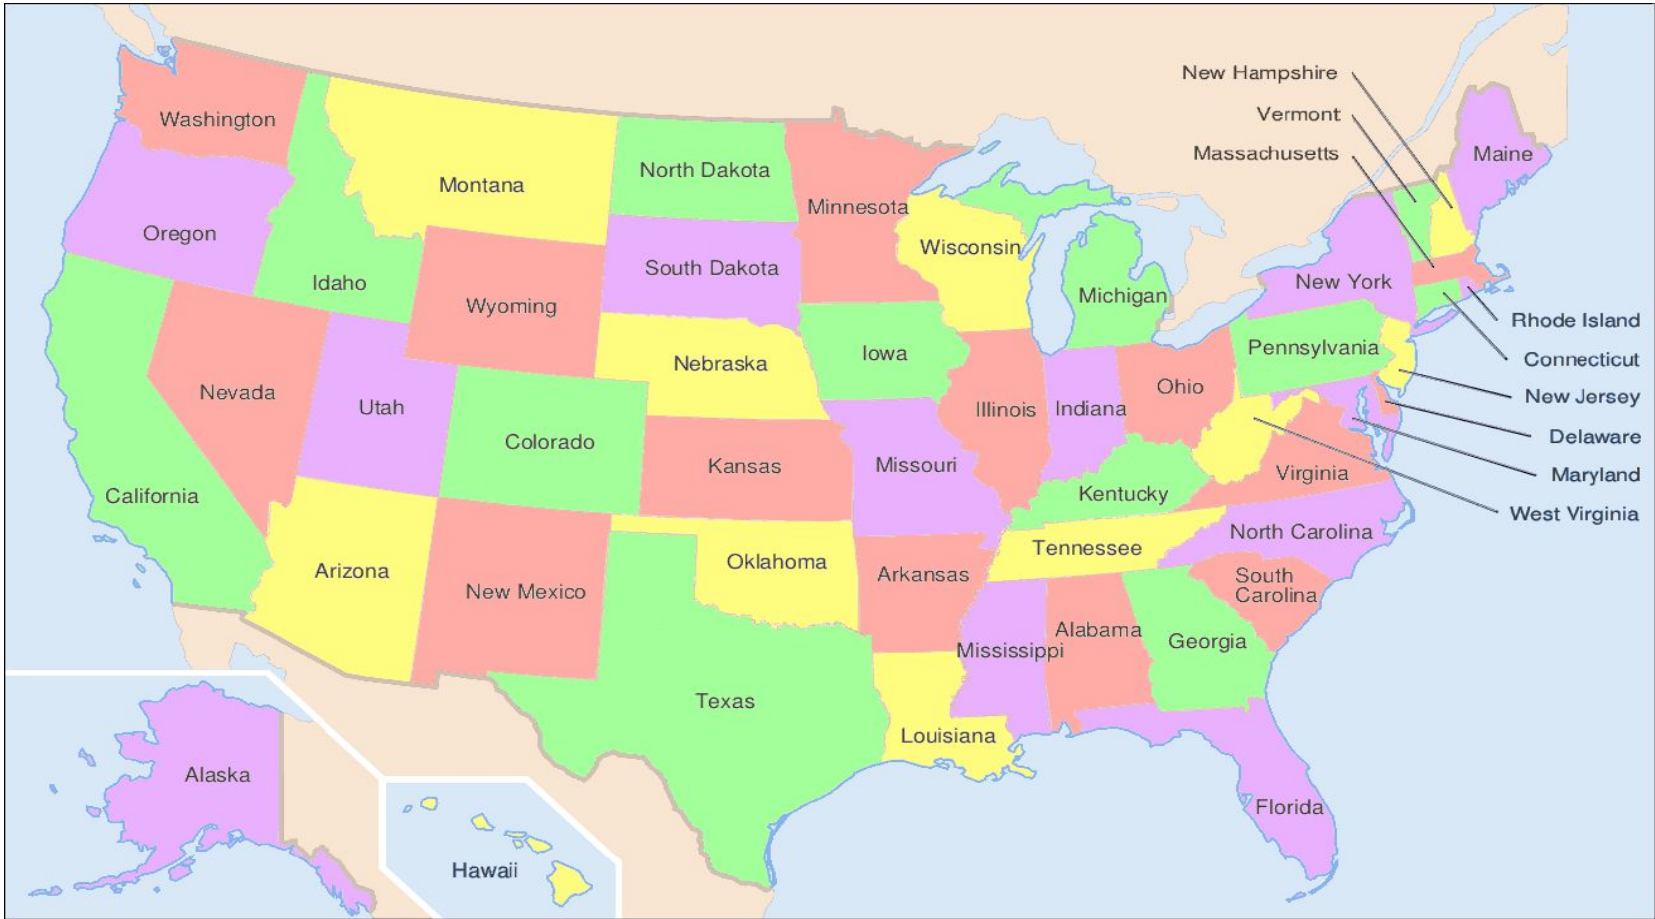 New Hampshire
Vermont
Massachusetts
Washington
Maine
North Dakota
Montana
Minnesota
Oregon
Wisconsin
South Dakota
Idaho
New York
Michigan
Wyoming
Rhode Island
Pennsylvania
Iowa
Connecticut
Nebraska
Ohio
Nevada
New Jersey
Utah
Illinois
Indiana
Delaware
Colorado
Missouri
Kansas
Virginia
Maryland
California
Kentucky
West Virginia
North Carolina
Tennessee
Oklahoma
Arizona
Arkansas
South
Carolina
New Mexico
Alabama
Georgia
Mississippi
Texas
Louisiana
Alaska
Florida
Hawaii